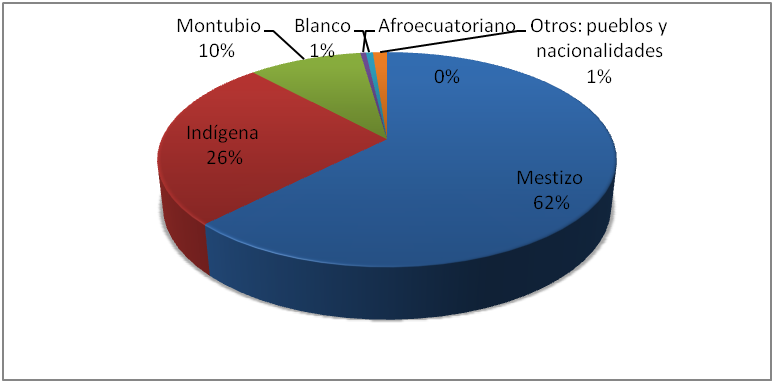 Montubio
10%
Blanco
1%
Afroecuatoriano
0%
Otros: pueblos y
nacionalidades
1%
Indígena
26%
Mestizo
62%